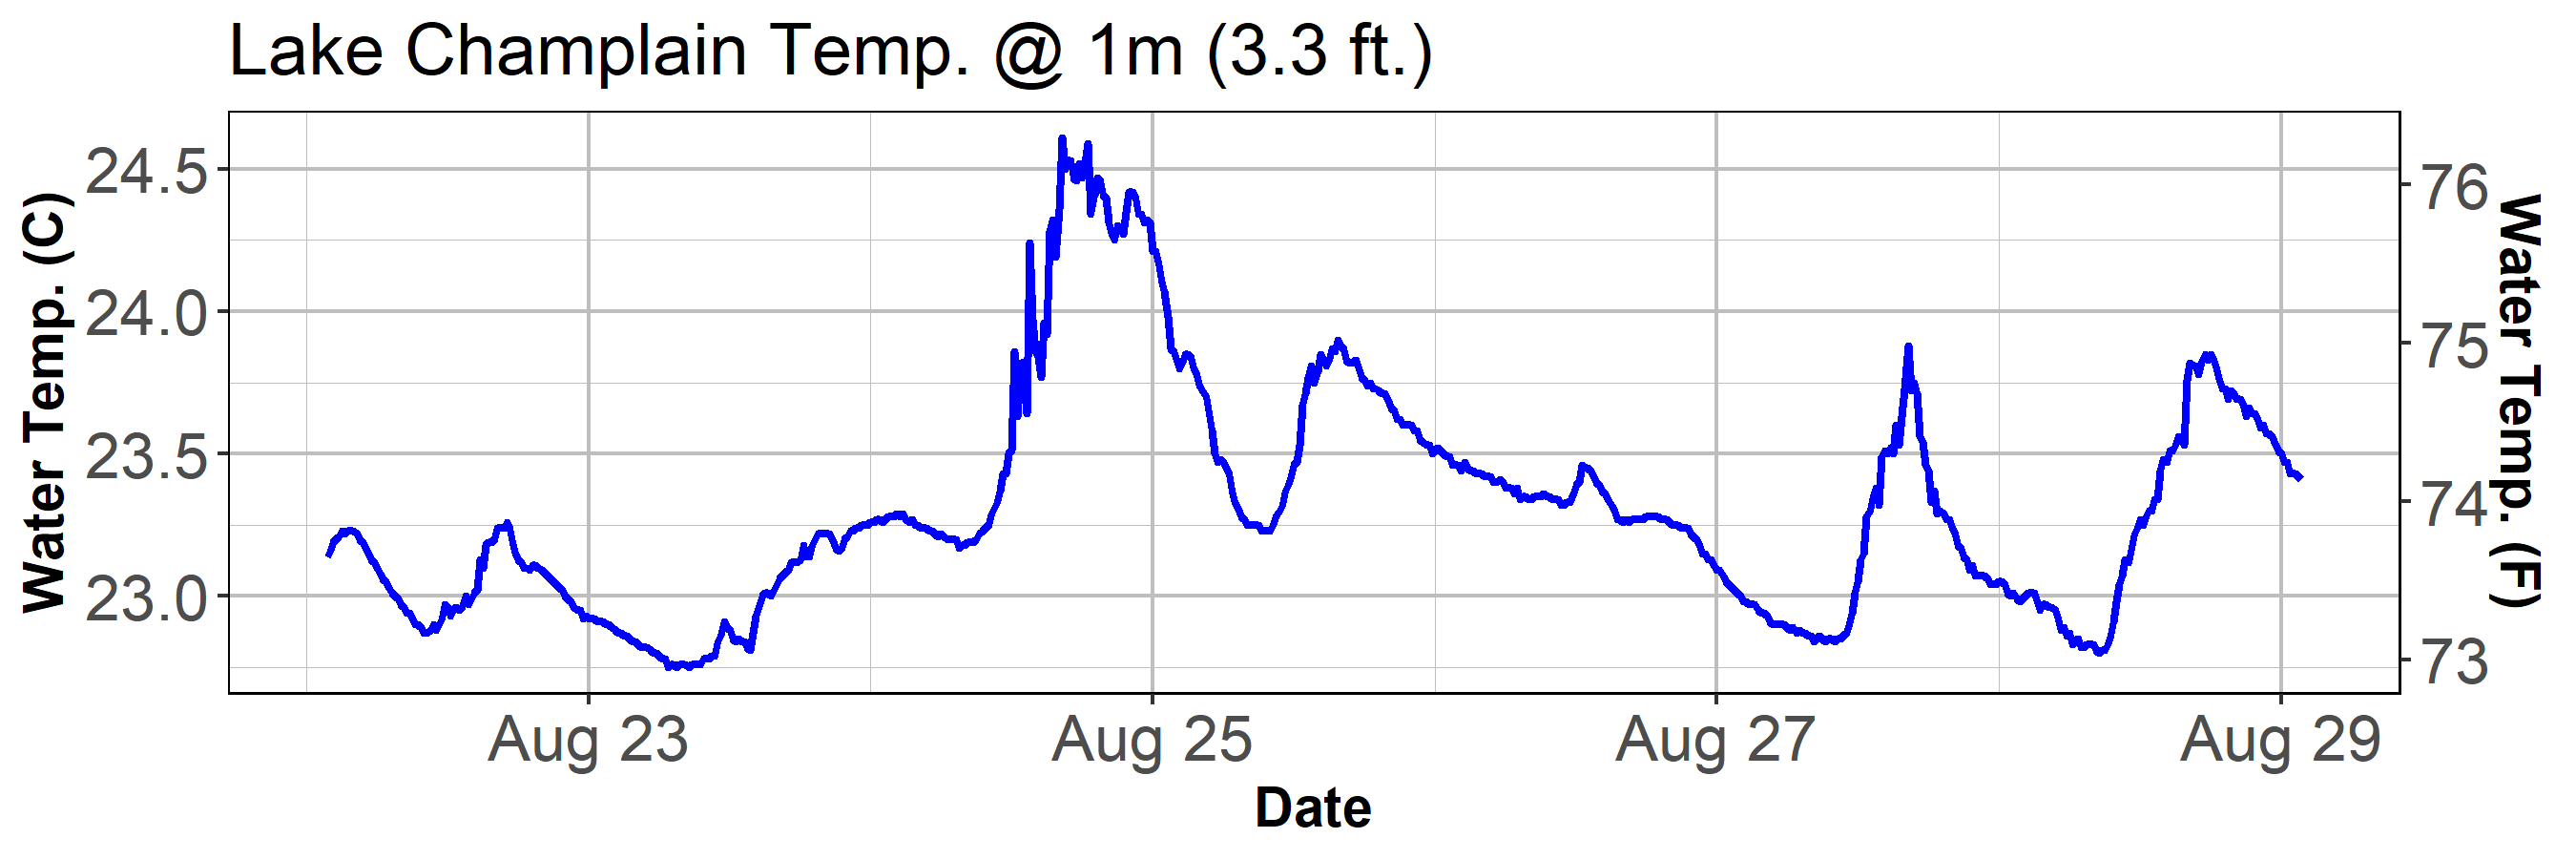 Lake Champlain Temp. @ 1m (3.3 ft.)
Water Temp. (C)
24.5
24.0
23.5
23.0
76
75
74
73
Water Temp. (F)
Aug 23 Aug 25 Aug 27 Aug 29
Date